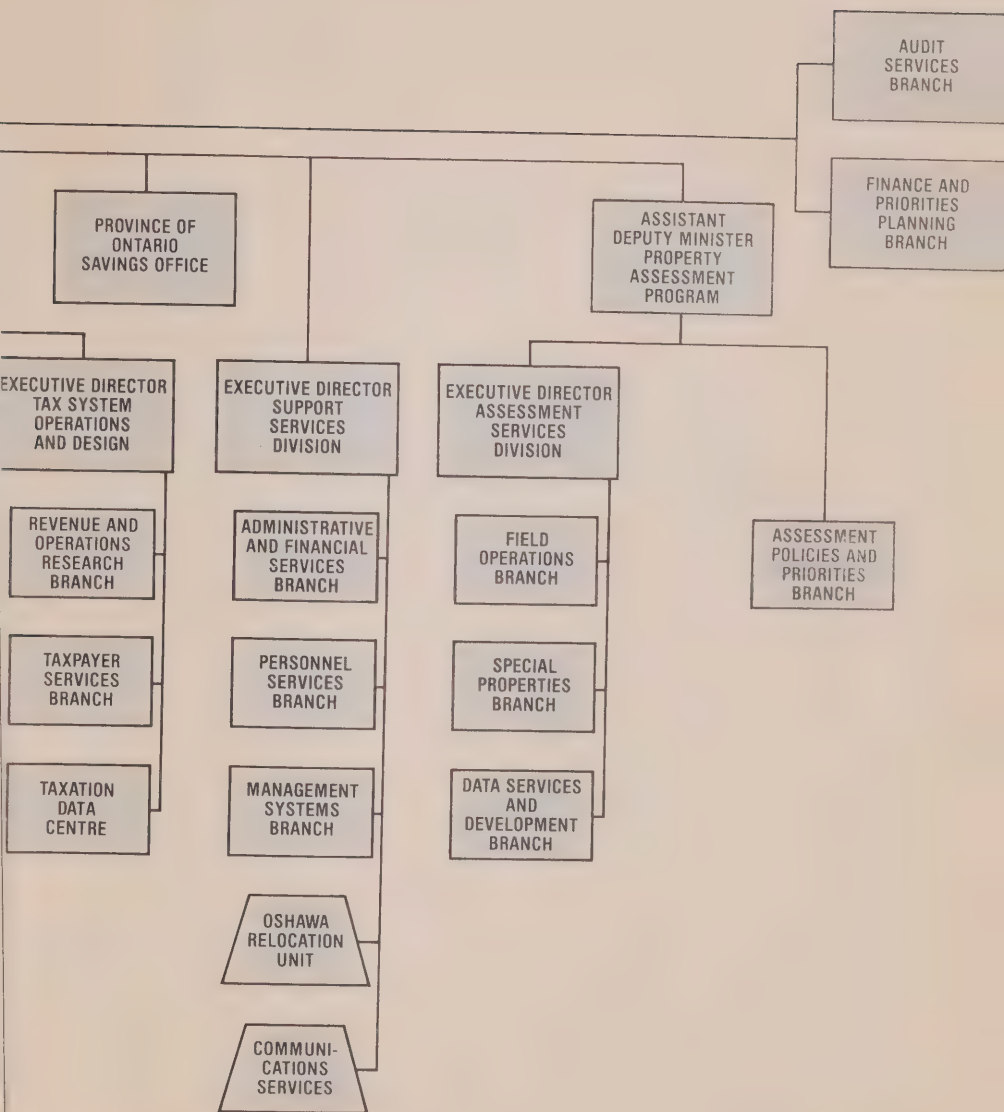 AUDIT
SERVICES
BRANCH
FINANCE AND
PRIORITIES
PLANNING
BRANCH
PROVINCE OF
ONTARIO
SAVINGS OFFICE
ASSISTANT
DEPUTY MINISTER
PROPERTY
ASSESSMENT
PROGRAM
EXECUTIVE DIRECTOR
TAX SYSTEM
OPERATIONS
AND DESIGN
EXECUTIVE DIRECTOR
SUPPORT
SERVICES
DIVISION
EXECUTIVE DIRECTOR
ASSESSMENT
SERVICES
DIVISION
REVENUE AND
OPERATIONS
RESEARCH
BRANCH
ADMINISTRATIVE
AND FINANCIAL
SERVICES
BRANCH
FIELD
OPERATIONS
BRANCH
ASSESSMENT
POLICIES AND
PRIORITIES
BRANCH
TAXPAYER
SERVICES
BRANCH
PERSONNEL
SERVICES
BRANCH
SPECIAL
PROPERTIES
BRANCH
TAXATION
DATA
CENTRE
MANAGEMENT
SYSTEMS
BRANCH
DATA SERVICES
AND
DEVELOPMENT
BRANCH
OSHAWA
RELOCATION
UNIT
COMMUNI-
CATIONS
SERVICES